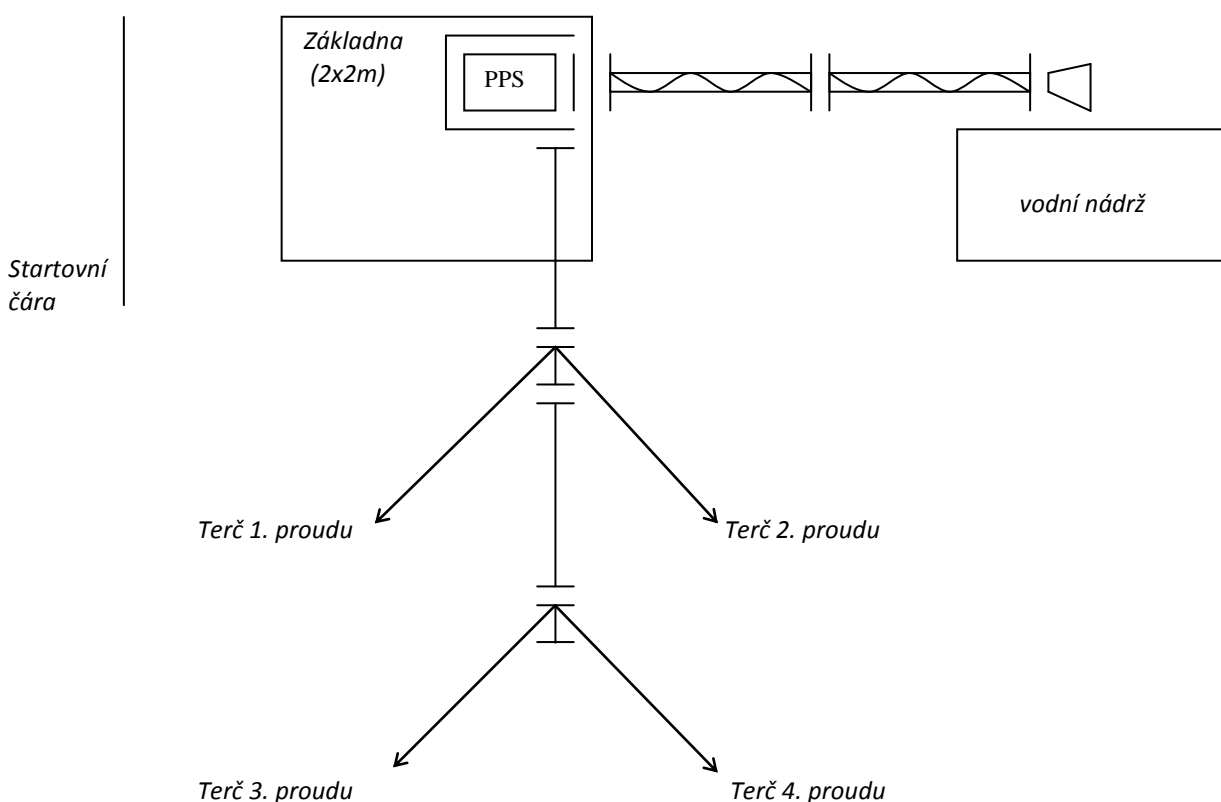 Základna
(2x2m)
PPS
vodní nádrž
Startovní
čára
Terč 1. proudu
Terč 2. proudu
Terč 3. proudu
Terč 4. proudu